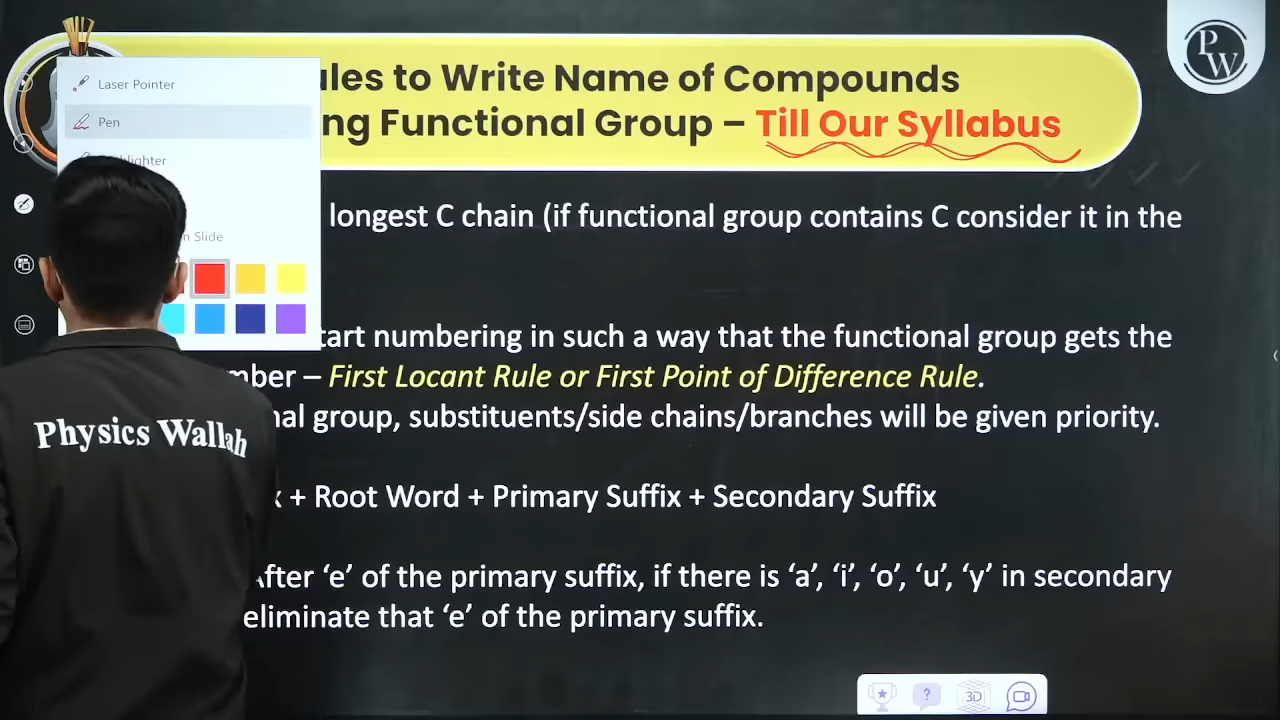 Laser Pointer
Pen
ules to Write Name of Compounds
ng Functional Group – Till Our Syllabus
hlighter
n Slide
longest C chain (if functional group contains C consider it in the
tart numbering in such a way that the functional group gets the
mber – First Locant Rule or First Point of Difference Rule.
nal group, substituents/side chains/branches will be given priority.
x + Root Word + Primary Suffix + Secondary Suffix
After ‘e’ of the primary suffix, if there is ‘a’, ‘i’, ‘o’, ‘u’, ‘y’ in secondary
eliminate that ‘e’ of the primary suffix.
Physics Wallah
P
W
?
3D